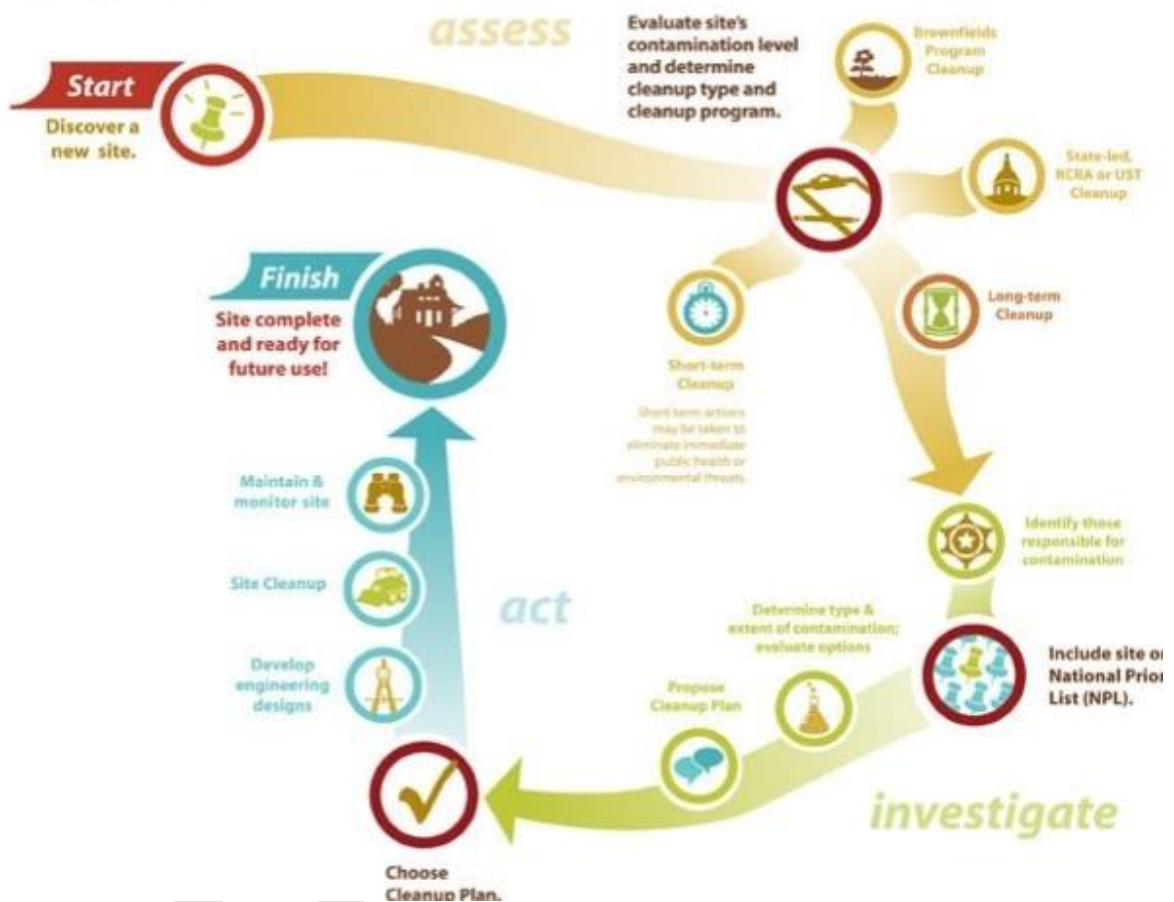 assess
Start
Discover a
new site.
Evaluate site's
contamination level
and determine
cleanup type and
cleanup program.
Brownfields
Program
Cleanup
State-led,
RCRA or UST
Cleanup
Long-term
Cleanup
Short-term
Cleanup
Short term actions
may be taken to
eliminate immediate
public health or
environmental threats
Identify those
responsible for
contamination
Include site
National
List (NPL).
investigate
Determine type &
extent of contamination;
evaluate options
Propose
Cleanup Plan
Choose
Cleanup Plan.
act
Develop
engineering
designs
Site Cleanup
Maintain &
monitor site
Finish
Site complete
and ready for
future use!